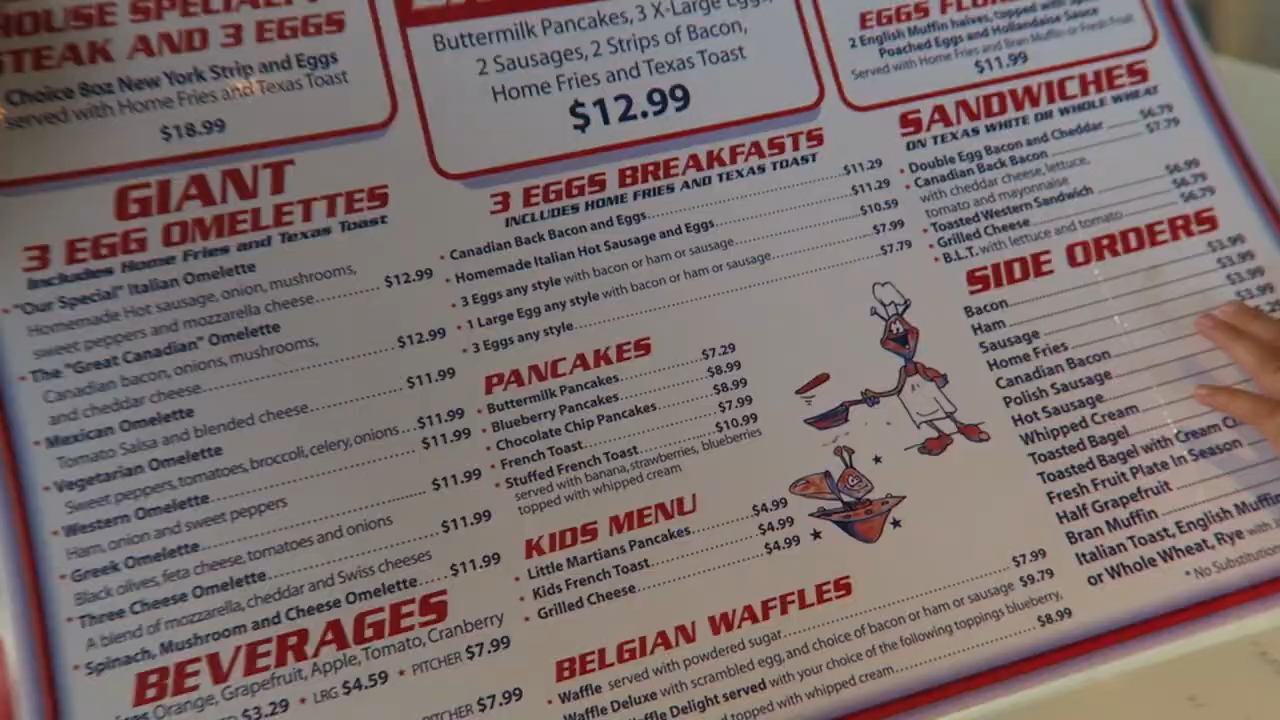 HOUSE SPECIALTY
STEAK AND 3 EGGS
Choice 8oz New York Strip and Eggs
served with Home Fries and Texas Toast
$18.99
Buttermilk Pancakes, 3 X-Large Eggs,
2 Sausages, 2 Strips of Bacon,
Home Fries and Texas Toast
$12.99
EGGS
2 English Muffin halves, topped with
Poached Eggs and Hollandaise Sauce
Served with Home Fries and Bran Muffin or Fresh Fruit
$11.99
GIANT
3 EGG OMELETTES
Includes Home Fries and Texas Toast
• "Our Special" Italian Omelette
Homemade Hot sausage, onion, mushrooms,
sweet peppers and mozzarella cheese $12.99
• The "Great Canadian" Omelette
Canadian bacon, onions, mushrooms,
and cheddar cheese $12.99
• Mexican Omelette
Tomato Salsa and blended cheese $11.99
• Vegetarian Omelette
Sweet peppers, tomatoes, broccoli, celery, onions $11.99
• Western Omelette $11.99
Ham, onion and sweet peppers
• Greek Omelette $11.99
Black olives, feta cheese, tomatoes and onions
• Three Cheese Omelette $11.99
A blend of mozzarella, cheddar and Swiss cheeses
• Spinach, Mushroom and Cheese Omelette $11.99
BEVERAGES
Orange, Grapefruit, Apple, Tomato, Cranberry
$3.29 • LRG $4.59 • PITCHER $7.99
PITCHER $7.99
3 EGGS BREAKFASTS
INCLUDES HOME FRIES AND TEXAS TOAST
• Canadian Back Bacon and Eggs $11.29
• Homemade Italian Hot Sausage and Eggs $11.29
• 3 Eggs any style with bacon or ham or sausage $10.59
• 1 Large Egg any style with bacon or ham or sausage $7.99
• 3 Eggs any style $7.79
PANCAKES
• Buttermilk Pancakes $7.29
• Blueberry Pancakes $8.99
• Chocolate Chip Pancakes $8.99
• French Toast $7.99
• Stuffed French Toast $10.99
served with banana, strawberries, blueberries
topped with whipped cream
KIDS MENU
• Little Martians Pancakes $4.99
• Kids French Toast $4.99
• Grilled Cheese $4.99
BELGIAN WAFFLES
• Waffle served with powdered sugar $7.99
Waffle Deluxe with scrambled egg, and choice of bacon or ham or sausage $9.79
Waffle Delight served with your choice of the following toppings blueberry,
and topped with whipped cream $8.99
SANDWICHES
ON TEXAS WHITE OR WHOLE WHEAT
• Double Egg Bacon and Cheddar $6.79
• Canadian Back Bacon $7.79
with cheddar cheese, lettuce,
tomato and mayonnaise
• Toasted Western Sandwich $6.99
• Grilled Cheese $6.79
• B.L.T. with lettuce and tomato $6.79
SIDE ORDERS
Bacon $3.99
Ham $3.99
Sausage $3.99
Home Fries $3.99
Canadian Bacon
Polish Sausage
Hot Sausage
Whipped Cream
Toasted Bagel
Toasted Bagel with Cream
Fresh Fruit Plate In Season
Half Grapefruit
Bran Muffin
Italian Toast, English Muffin
or Whole Wheat, Rye with
* No Substitution